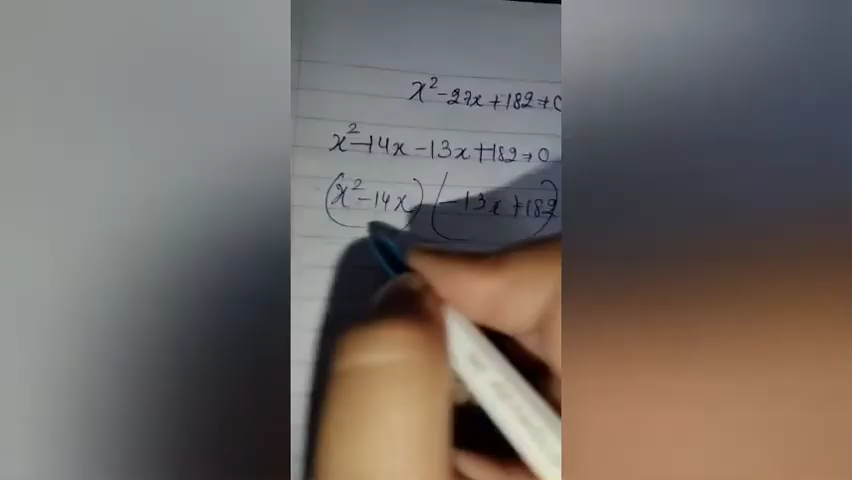 x² - 27x + 182 = 0
x² - 14x - 13x + 182 = 0
(x² - 14x) (-13x + 182)